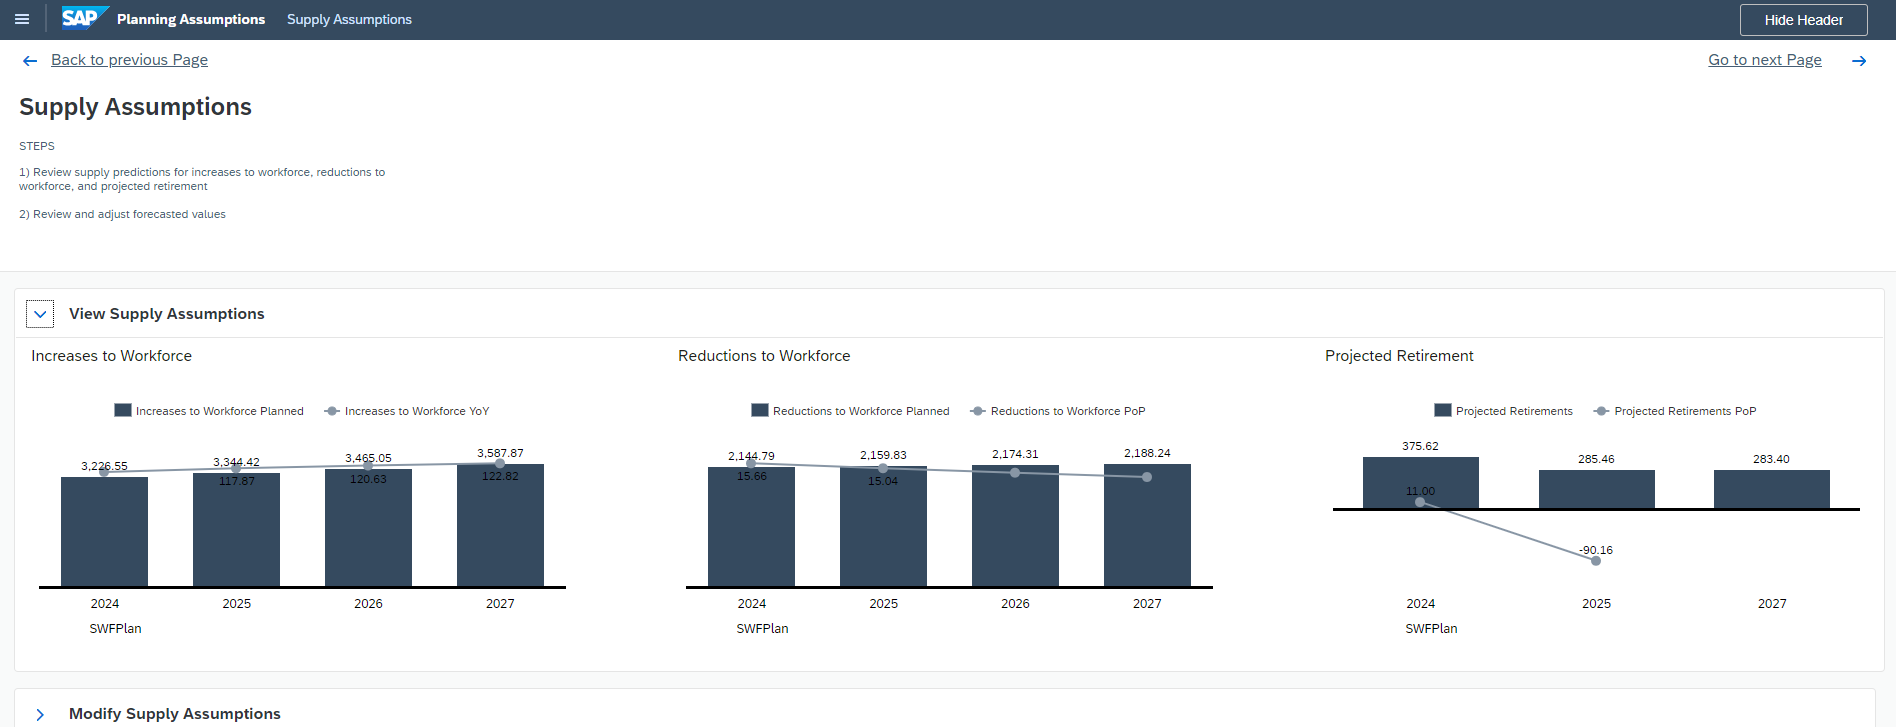 SAP Planning Assumptions Supply Assumptions Hide Header
Back to previous Page Go to next Page
Supply Assumptions
STEPS
1) Review supply predictions for increases to workforce, reductions to
workforce, and projected retirement
2) Review and adjust forecasted values
View Supply Assumptions
Increases to Workforce
Increases to Workforce Planned Increases to Workforce YoY
3,226.55 3,344.42 3,465.05 3,587.87
117.87 120.63 122.82
2024 2025 2026 2027
SWFPlan
Reductions to Workforce
Reductions to Workforce Planned Reductions to Workforce PoP
2,144.79 2,159.83 2,174.31 2,188.24
15.66 15.04
2024 2025 2026 2027
SWFPlan
Projected Retirement
Projected Retirements Projected Retirements PoP
375.62 285.46 283.40
11.00
-90.16
2024 2025 2027
SWFPlan
Modify Supply Assumptions